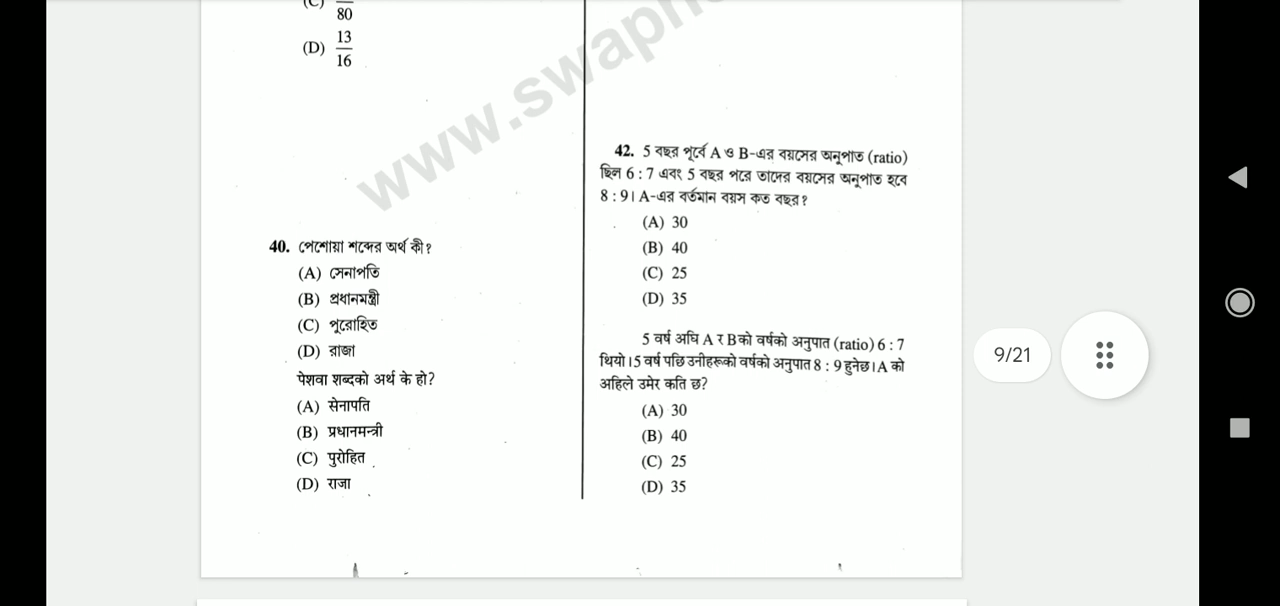 (C)
80
(D) 13
16
www.swapn
40. পেশোয়া শব্দের অর্থ কী?
(A) সেনাপতি
(B) প্রধানমন্ত্রী
(C) পুরোহিত
(D) রাজা
पेशवा शब्दको अर्थ के हो?
(A) सेनापति
(B) प्रधानमन्त्री
(C) पुरोहित
(D) राजा
42. 5 বছর পূর্বে A ও B-এর বয়সের অনুপাত (ratio)
ছিল 6 : 7 এবং 5 বছর পরে তাদের বয়সের অনুপাত হবে
8 : 9। A-এর বর্তমান বয়স কত বছর?
(A) 30
(B) 40
(C) 25
(D) 35
5 वर्ष अघि A र Bको वर्षको अनुपात (ratio) 6 : 7
थियो।5 वर्ष पछि उनीहरूको वर्षको अनुपात 8 : 9 हुनेछ।A को
अहिले उमेर कति छ?
(A) 30
(B) 40
(C) 25
(D) 35
9/21